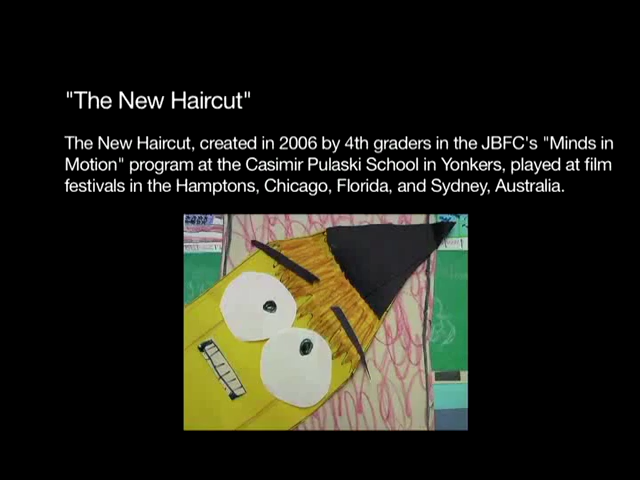 "The New Haircut"
The New Haircut, created in 2006 by 4th graders in the JBFC's "Minds in
Motion" program at the Casimir Pulaski School in Yonkers, played at film
festivals in the Hamptons, Chicago, Florida, and Sydney, Australia.